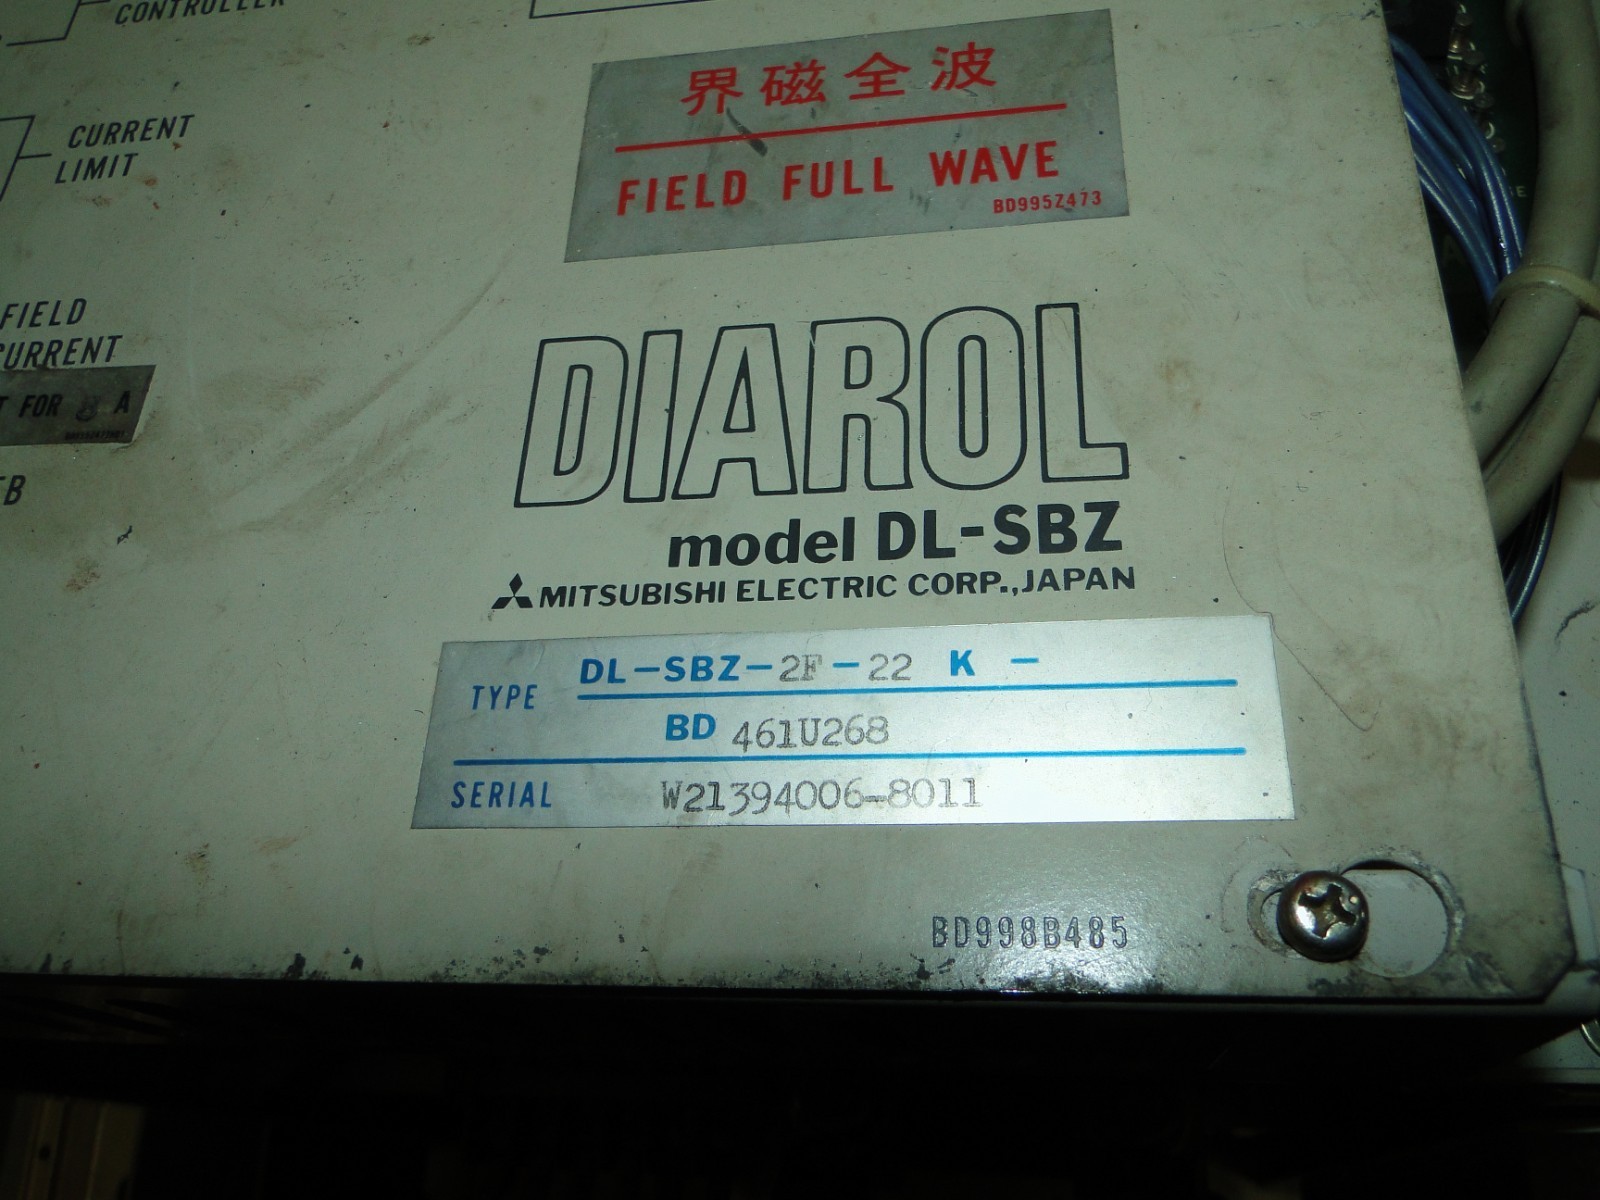 CONTROLLER
界磁全波
FIELD FULL WAVE
BD995Z473
CURRENT
LIMIT
FIELD
CURRENT
FOR 8 A
DIAROL
model DL-SBZ
MITSUBISHI ELECTRIC CORP., JAPAN
TYPE DL-SBZ-2F-22 K -
BD 461U268
SERIAL W21394006-8011
BD998B485